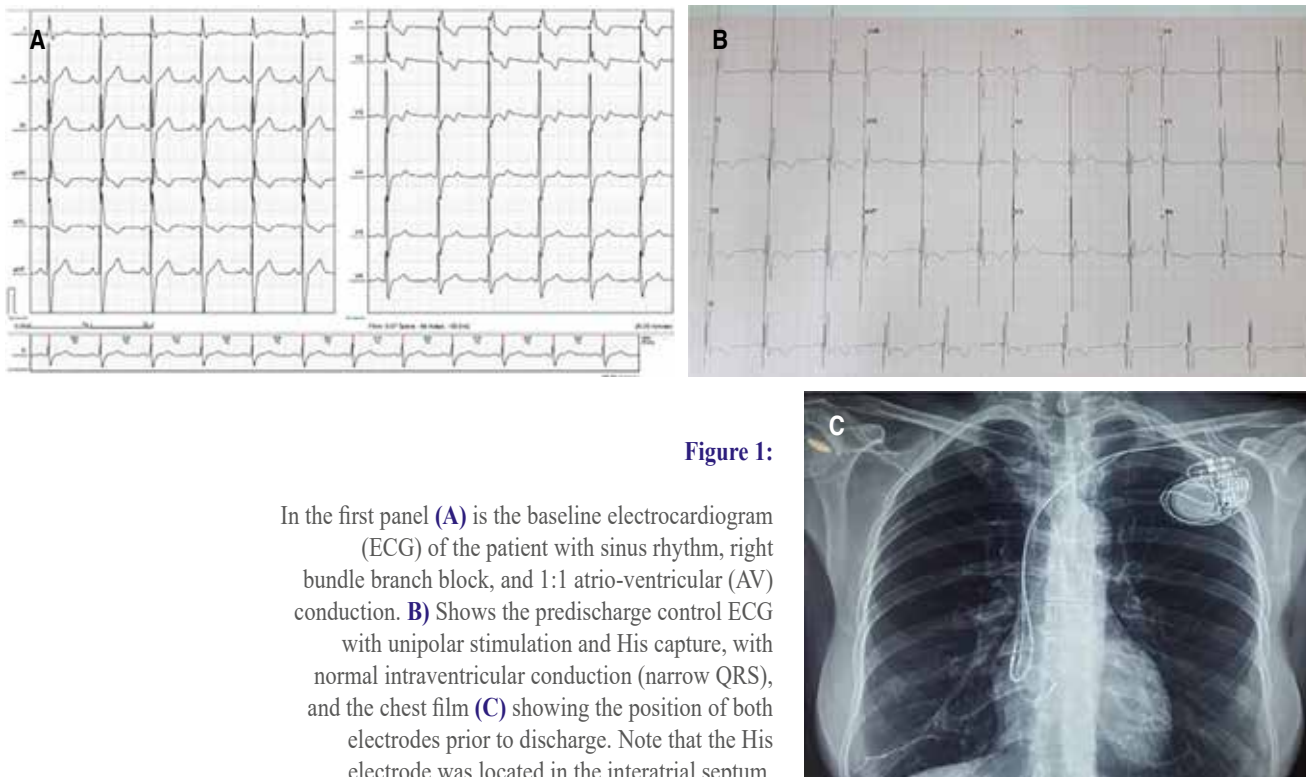 A
B
C
Figure 1:
In the first panel (A) is the baseline electrocardiogram
(ECG) of the patient with sinus rhythm, right
bundle branch block, and 1:1 atrio-ventricular (AV)
conduction. B) Shows the predischarge control ECG
with unipolar stimulation and His capture, with
normal intraventricular conduction (narrow QRS),
and the chest film (C) showing the position of both
electrodes prior to discharge. Note that the His
electrode was located in the interatrial septum.